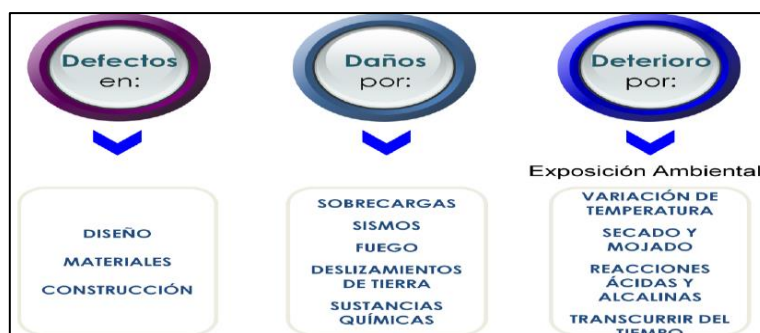 Defectos
en:
DISEÑO
MATERIALES
CONSTRUCCIÓN
Daños
por:
SOBRECARGAS
SISMOS
FUEGO
DESLIZAMIENTOS
DE TIERRA
SUSTANCIAS
QUÍMICAS
Deterioro
por:
Exposición Ambiental
VARIACIÓN DE
TEMPERATURA
SECADO Y
MOJADO
REACCIONES
ÁCIDAS Y
ALCALINAS
TRANSCURRIR DEL
TIEMPO